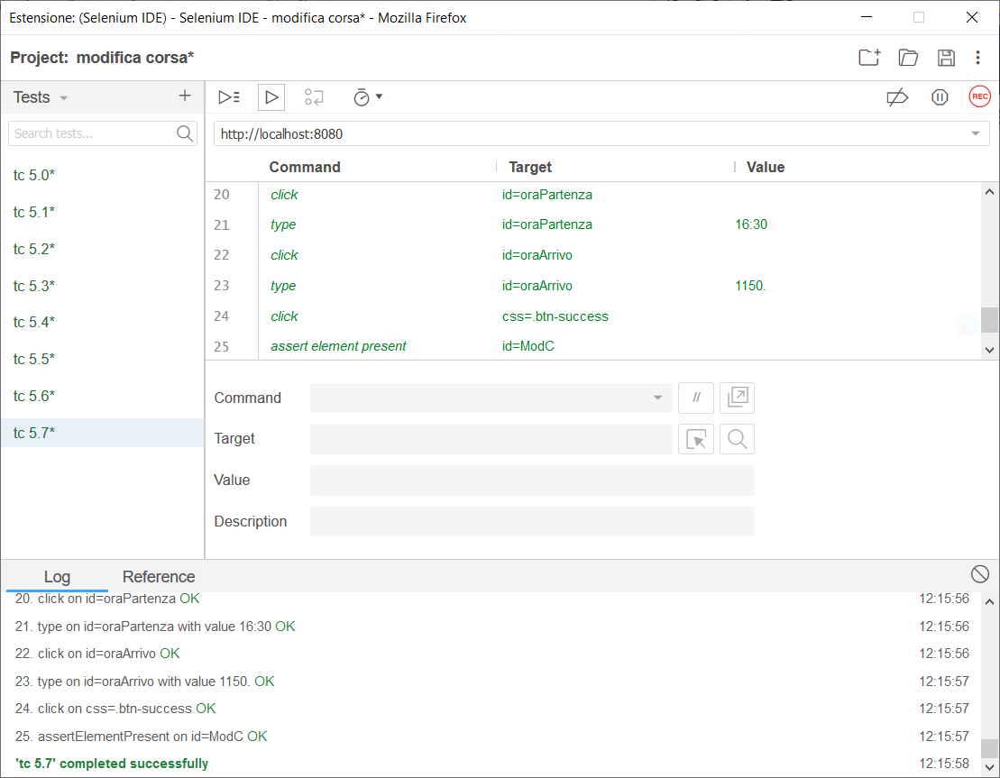 Estensione: (Selenium IDE) - Selenium IDE - modifica corsa* - Mozilla Firefox
Project: modifica corsa*
Tests
Search tests...
tc 5.0*
tc 5.1*
tc 5.2*
tc 5.3*
tc 5.4*
tc 5.5*
tc 5.6*
tc 5.7*
REC
http://localhost:8080
Command Target Value
20 click id=oraPartenza
21 type id=oraPartenza 16:30
22 click id=oraArrivo
23 type id=oraArrivo 1150.
24 click css=.btn-success
25 assert element present id=ModC
Command //
Target
Value
Description
Log Reference
20. click on id=oraPartenza OK 12:15:56
21. type on id=oraPartenza with value 16:30 OK 12:15:56
22. click on id=oraArrivo OK 12:15:56
23. type on id=oraArrivo with value 1150. OK 12:15:57
24. click on css=.btn-success OK 12:15:57
25. assertElementPresent on id=ModC OK 12:15:57
'tc 5.7' completed successfully 12:15:58